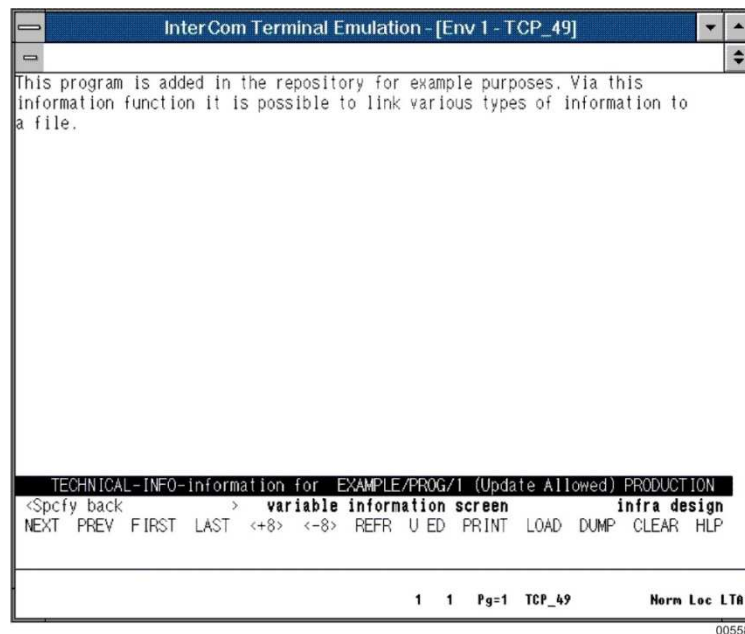 InterCom Terminal Emulation - [Env 1 - TCP_49]
This program is added in the repository for example purposes. Via this
information function it is possible to link various types of information to
a file.
TECHNICAL-INFO-information for EXAMPLE/PROG/1 (Update Allowed) PRODUCTION
<Spcfy back > variable information screen infra design
NEXT PREV FIRST LAST <+8> <-8> REFR U ED PRINT LOAD DUMP CLEAR HLP
1 1 Pg=1 TCP_49 Norm Loc LTA